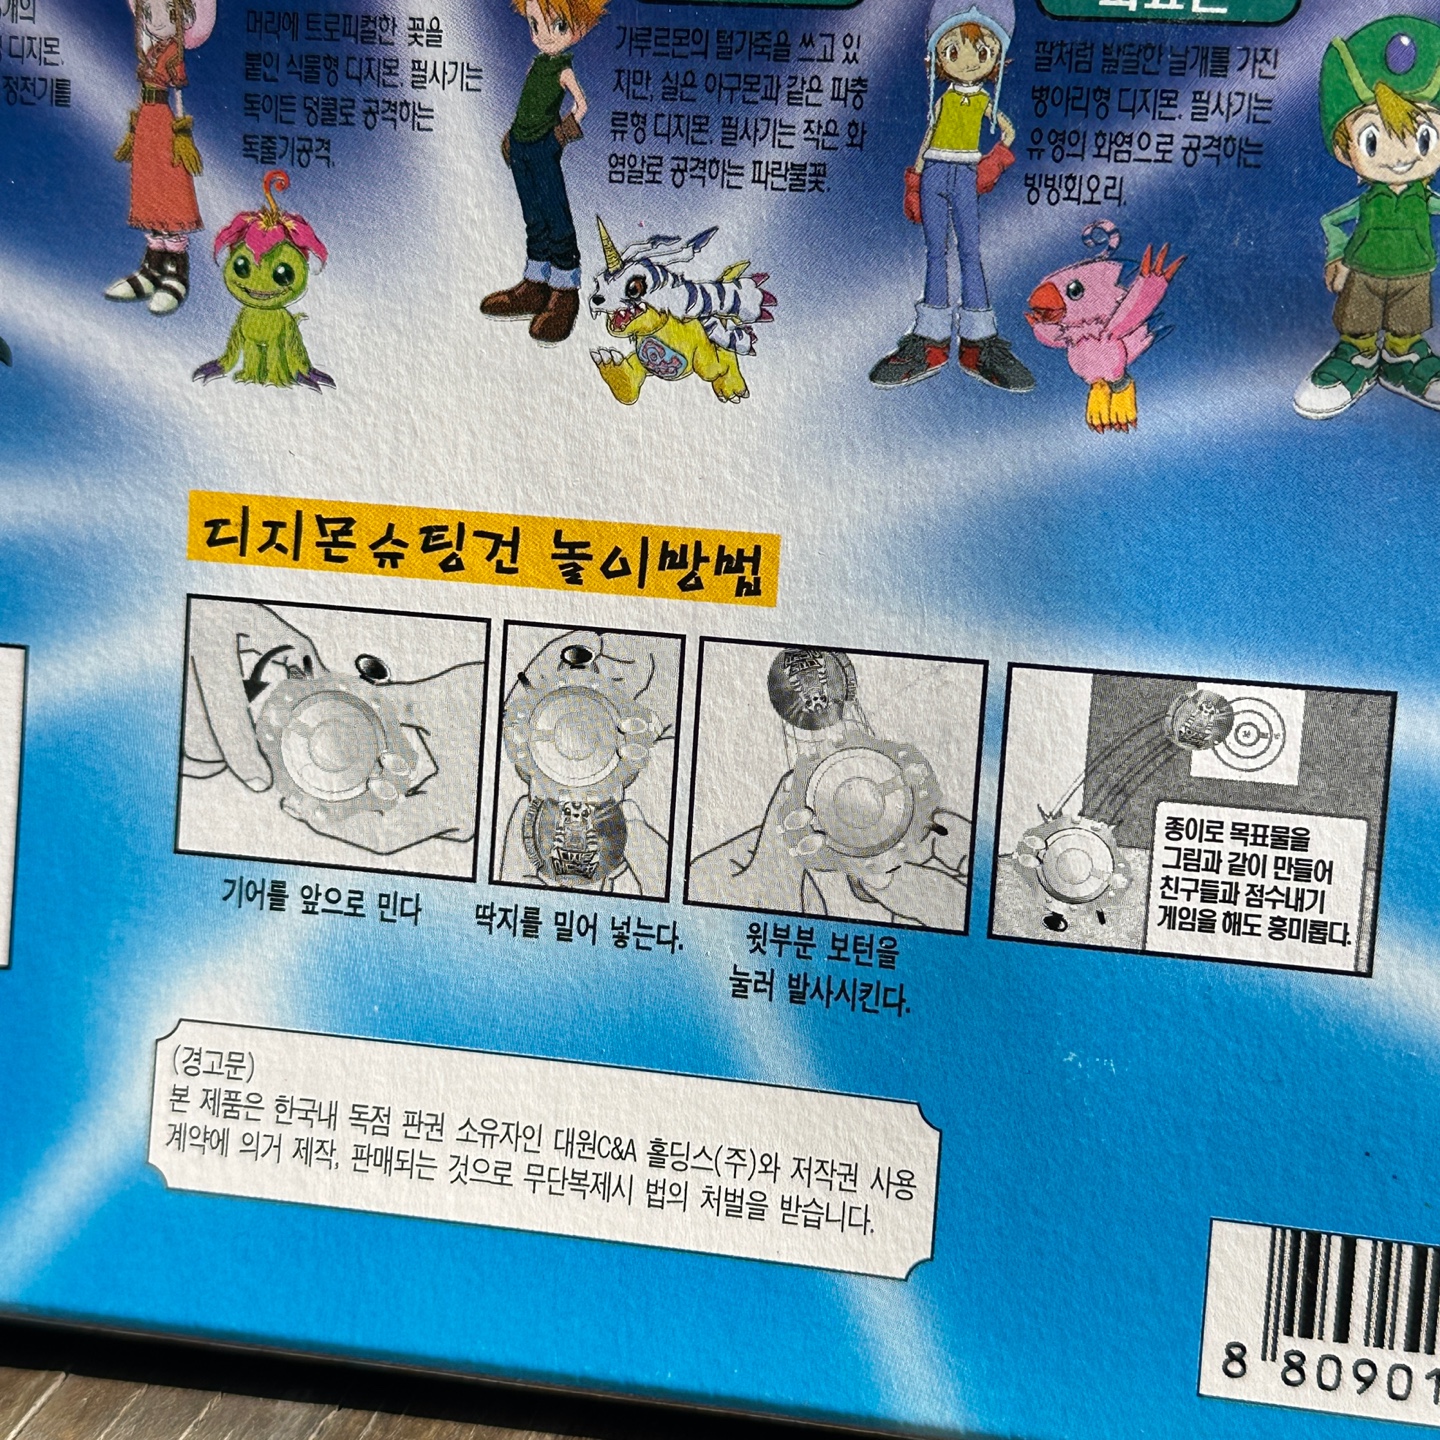 디지몬.
정전기를
머리에 트로피컬한 꽃을
붙인 식물형 디지몬. 필사기는
독이든 덩쿨로 공격하는
독줄기공격.
가루르몬의 털가죽을 쓰고 있
지만, 실은 아구몬과 같은 파충
류형 디지몬. 필사기는 작은 화
염알로 공격하는 파란불꽃.
팔처럼 발달한 날개를 가진
병아리형 디지몬. 필사기는
유영의 화염으로 공격하는
빙빙회오리.
디지몬슈팅건 놀이방법
기어를 앞으로 민다
딱지를 밀어 넣는다.
윗부분 보턴을
눌러 발사시킨다.
종이로 목표물을
그림과 같이 만들어
친구들과 점수내기
게임을 해도 흥미롭다.
(경고문)
본 제품은 한국내 독점 판권 소유자인 대원C&A 홀딩스(주)와 저작권 사용
계약에 의거 제작, 판매되는 것으로 무단복제시 법의 처벌을 받습니다.
8 80901